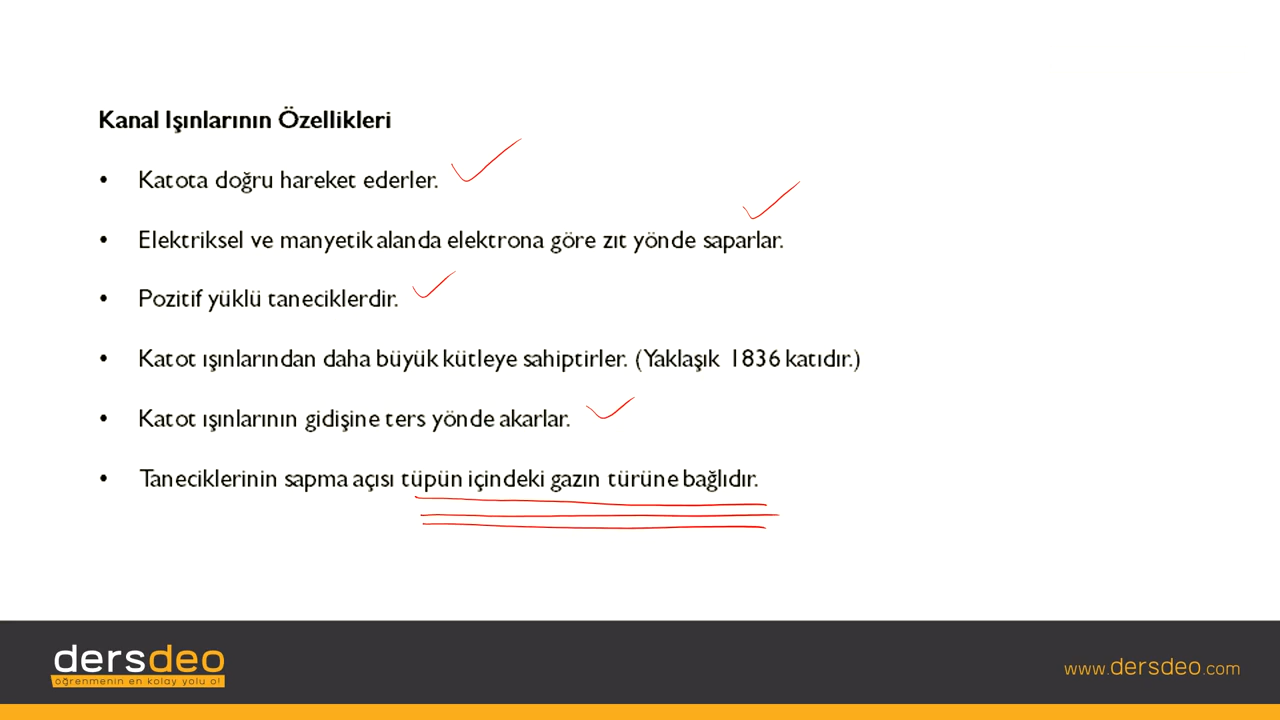 Kanal Işınlarının Özellikleri
• Katota doğru hareket ederler.
• Elektriksel ve manyetik alanda elektrona göre zıt yönde saparlar.
• Pozitif yüklü taneciklerdir.
• Katot ışınlarından daha büyük kütleye sahiptirler. (Yaklaşık 1836 katıdır.)
• Katot ışınlarının gidişine ters yönde akarlar.
• Taneciklerinin sapma açısı tüpün içindeki gazın türüne bağlıdır.
dersdeo
öğrenmenin en kolay yolu o!
www.dersdeo.com